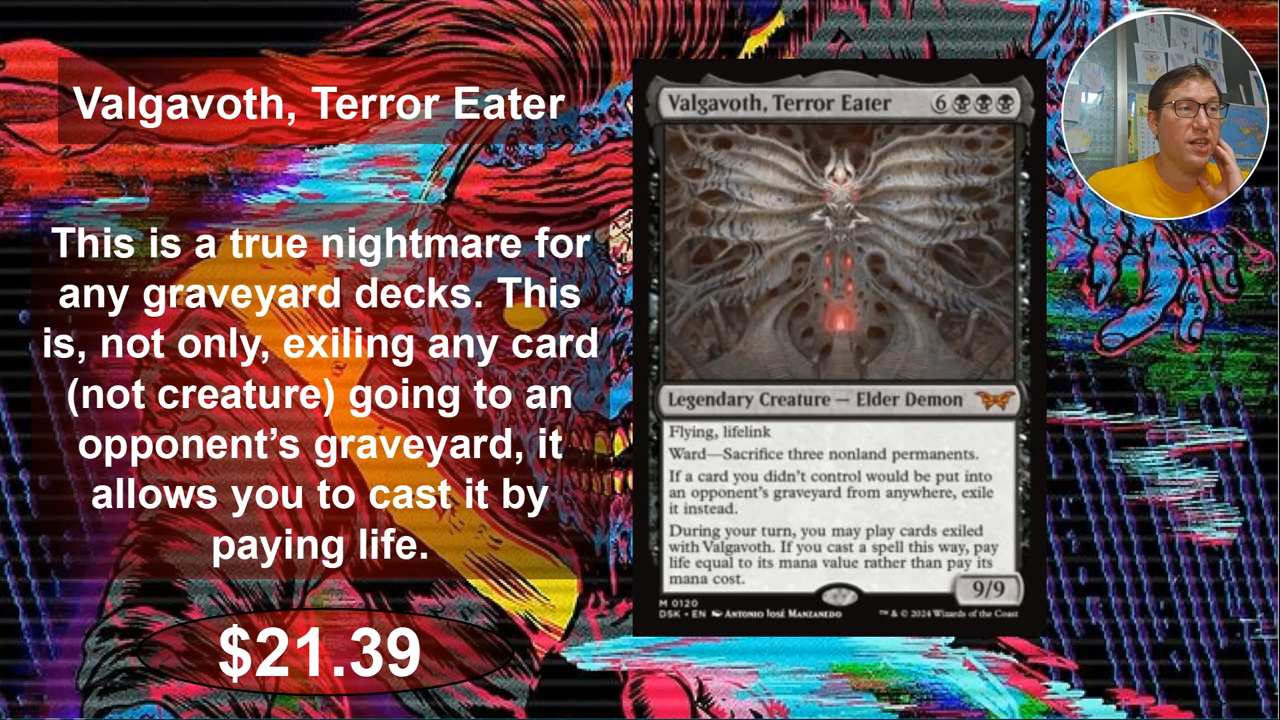 Valgavoth, Terror Eater
This is a true nightmare for
any graveyard decks. This
is, not only, exiling any card
(not creature) going to an
opponent’s graveyard, it
allows you to cast it by
paying life.
$21.39
Valgavoth, Terror Eater 6
Legendary Creature — Elder Demon
Flying, lifelink
Ward—Sacrifice three nonland permanents.
If a card you didn't control would be put into
an opponent's graveyard from anywhere, exile
it instead.
During your turn, you may play cards exiled
with Valgavoth. If you cast a spell this way, pay
life equal to its mana value rather than pay its
mana cost.
9/9
M 0120
DSK • EN Antonio José Manzanedo
™ & © 2024 Wizards of the Coast